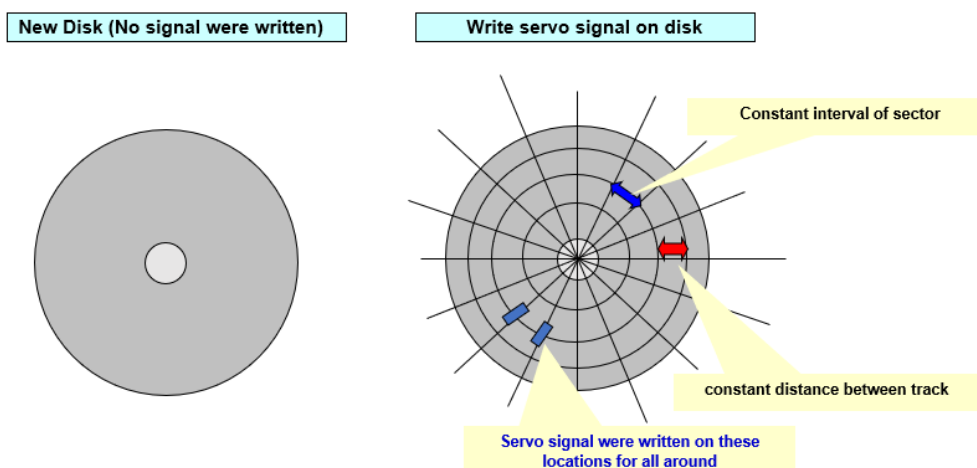 New Disk (No signal were written)
Write servo signal on disk
Constant interval of sector
constant distance between track
Servo signal were written on these
locations for all around